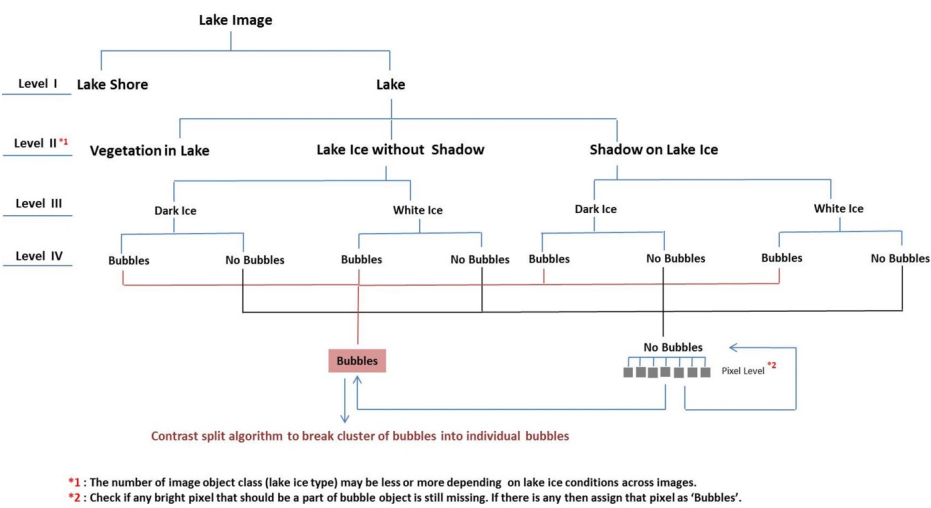 Lake Image
Level I Lake Shore Lake
Level II *1 Vegetation in Lake Lake Ice without Shadow Shadow on Lake Ice
Level III Dark Ice White Ice Dark Ice White Ice
Level IV Bubbles No Bubbles Bubbles No Bubbles Bubbles No Bubbles Bubbles No Bubbles
No Bubbles
Bubbles
Pixel Level *2
Contrast split algorithm to break cluster of bubbles into individual bubbles
*1 : The number of image object class (lake ice type) may be less or more depending on lake ice conditions across images.
*2 : Check if any bright pixel that should be a part of bubble object is still missing. If there is any then assign that pixel as ‘Bubbles’.